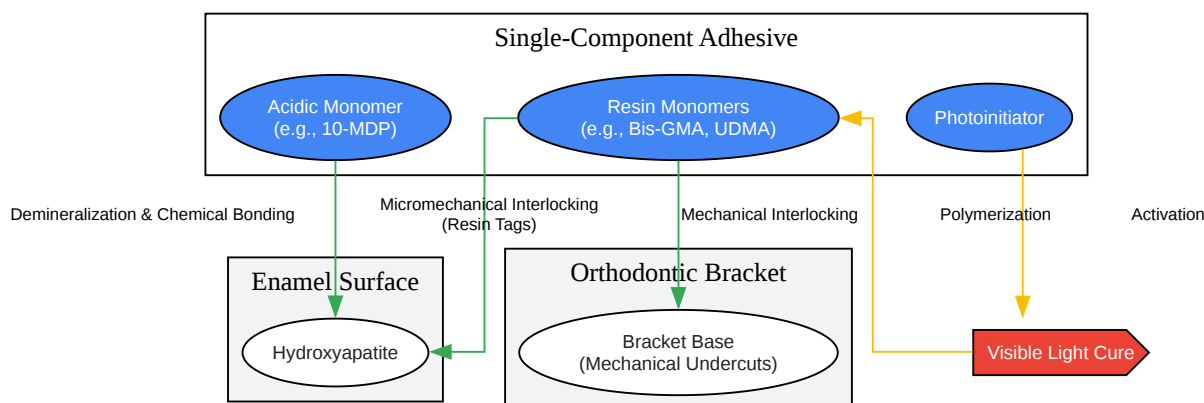 Single-Component Adhesive
Acidic Monomer
(e.g., 10-MDP)
Resin Monomers
(e.g., Bis-GMA, UDMA)
Photoinitiator
Demineralization & Chemical Bonding
Micromechanical Interlocking
(Resin Tags)
Mechanical Interlocking
Polymerization
Activation
Enamel Surface
Orthodontic Bracket
Hydroxyapatite
Bracket Base
(Mechanical Undercuts)
Visible Light Cure